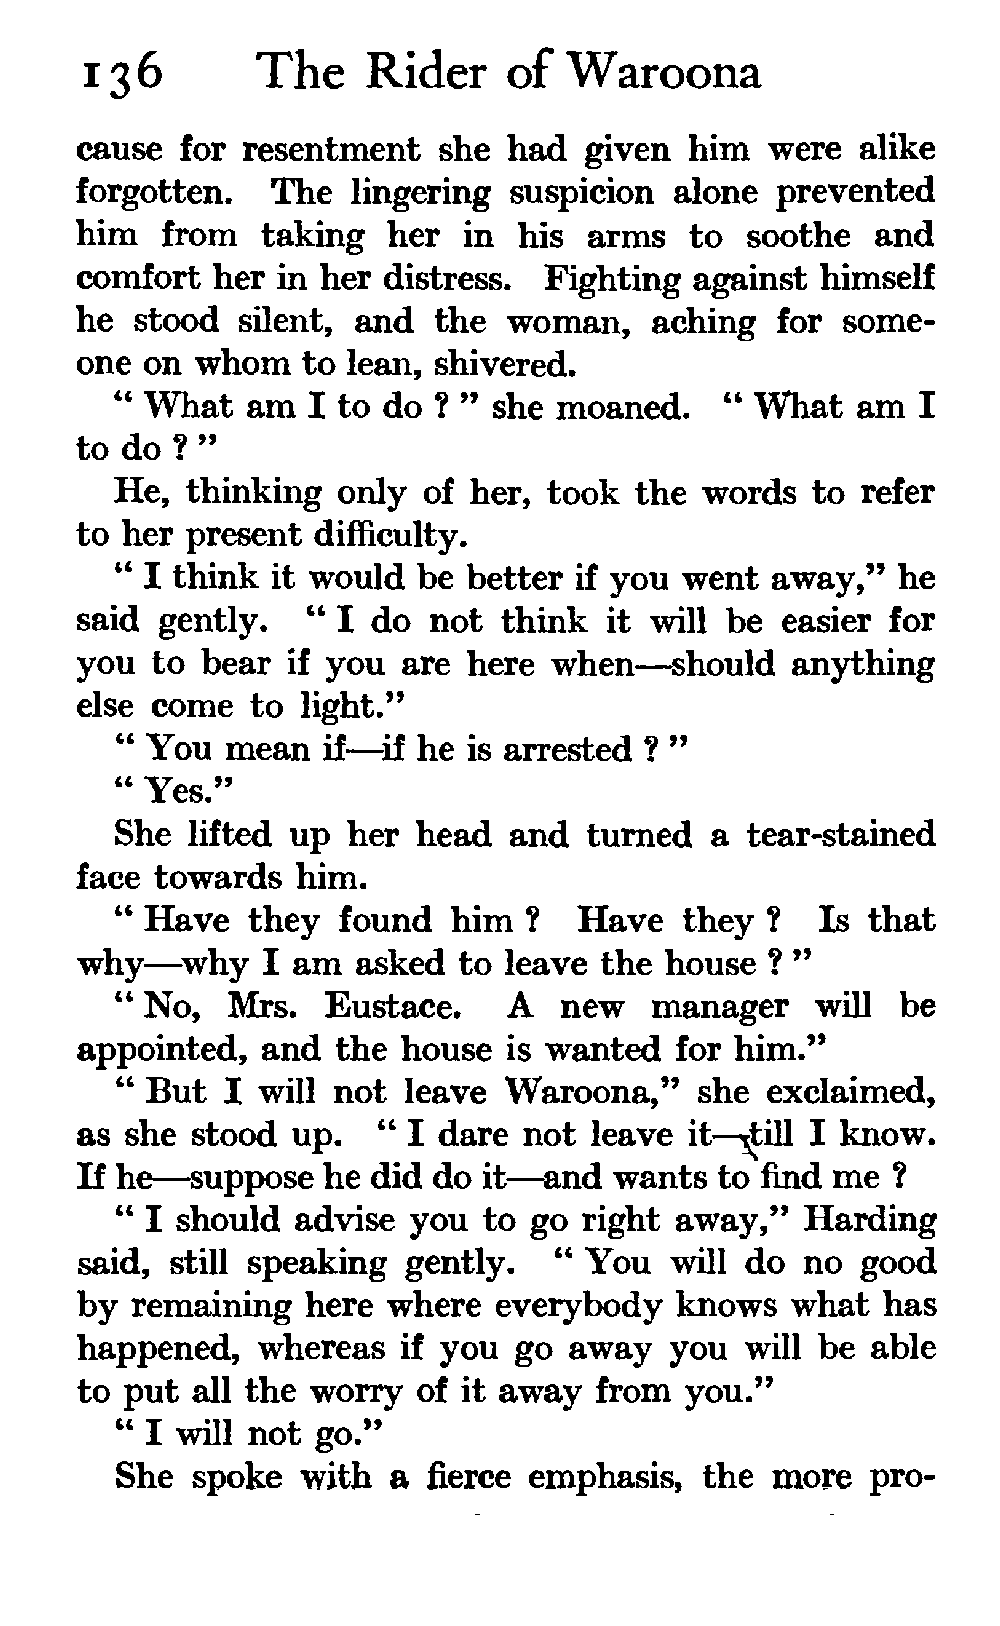 136 The Rider of Waroona
cause for resentment she had given him were alike
forgotten. The lingering suspicion alone prevented
him from taking her in his arms to soothe and
comfort her in her distress. Fighting against himself
he stood silent, and the woman, aching for some-
one on whom to lean, shivered.
“ What am I to do ? ” she moaned. “ What am I
to do ? ”
He, thinking only of her, took the words to refer
to her present difficulty.
“ I think it would be better if you went away,” he
said gently. “ I do not think it will be easier for
you to bear if you are here when—should anything
else come to light.”
“ You mean if—if he is arrested ? ”
“ Yes.”
She lifted up her head and turned a tear-stained
face towards him.
“ Have they found him ? Have they ? Is that
why—why I am asked to leave the house ? ”
“ No, Mrs. Eustace. A new manager will be
appointed, and the house is wanted for him.”
“ But I will not leave Waroona,” she exclaimed,
as she stood up. “ I dare not leave it—till I know.
If he—suppose he did do it—and wants to find me ?
“ I should advise you to go right away,” Harding
said, still speaking gently. “ You will do no good
by remaining here where everybody knows what has
happened, whereas if you go away you will be able
to put all the worry of it away from you.”
“ I will not go.”
She spoke with a fierce emphasis, the more pro-